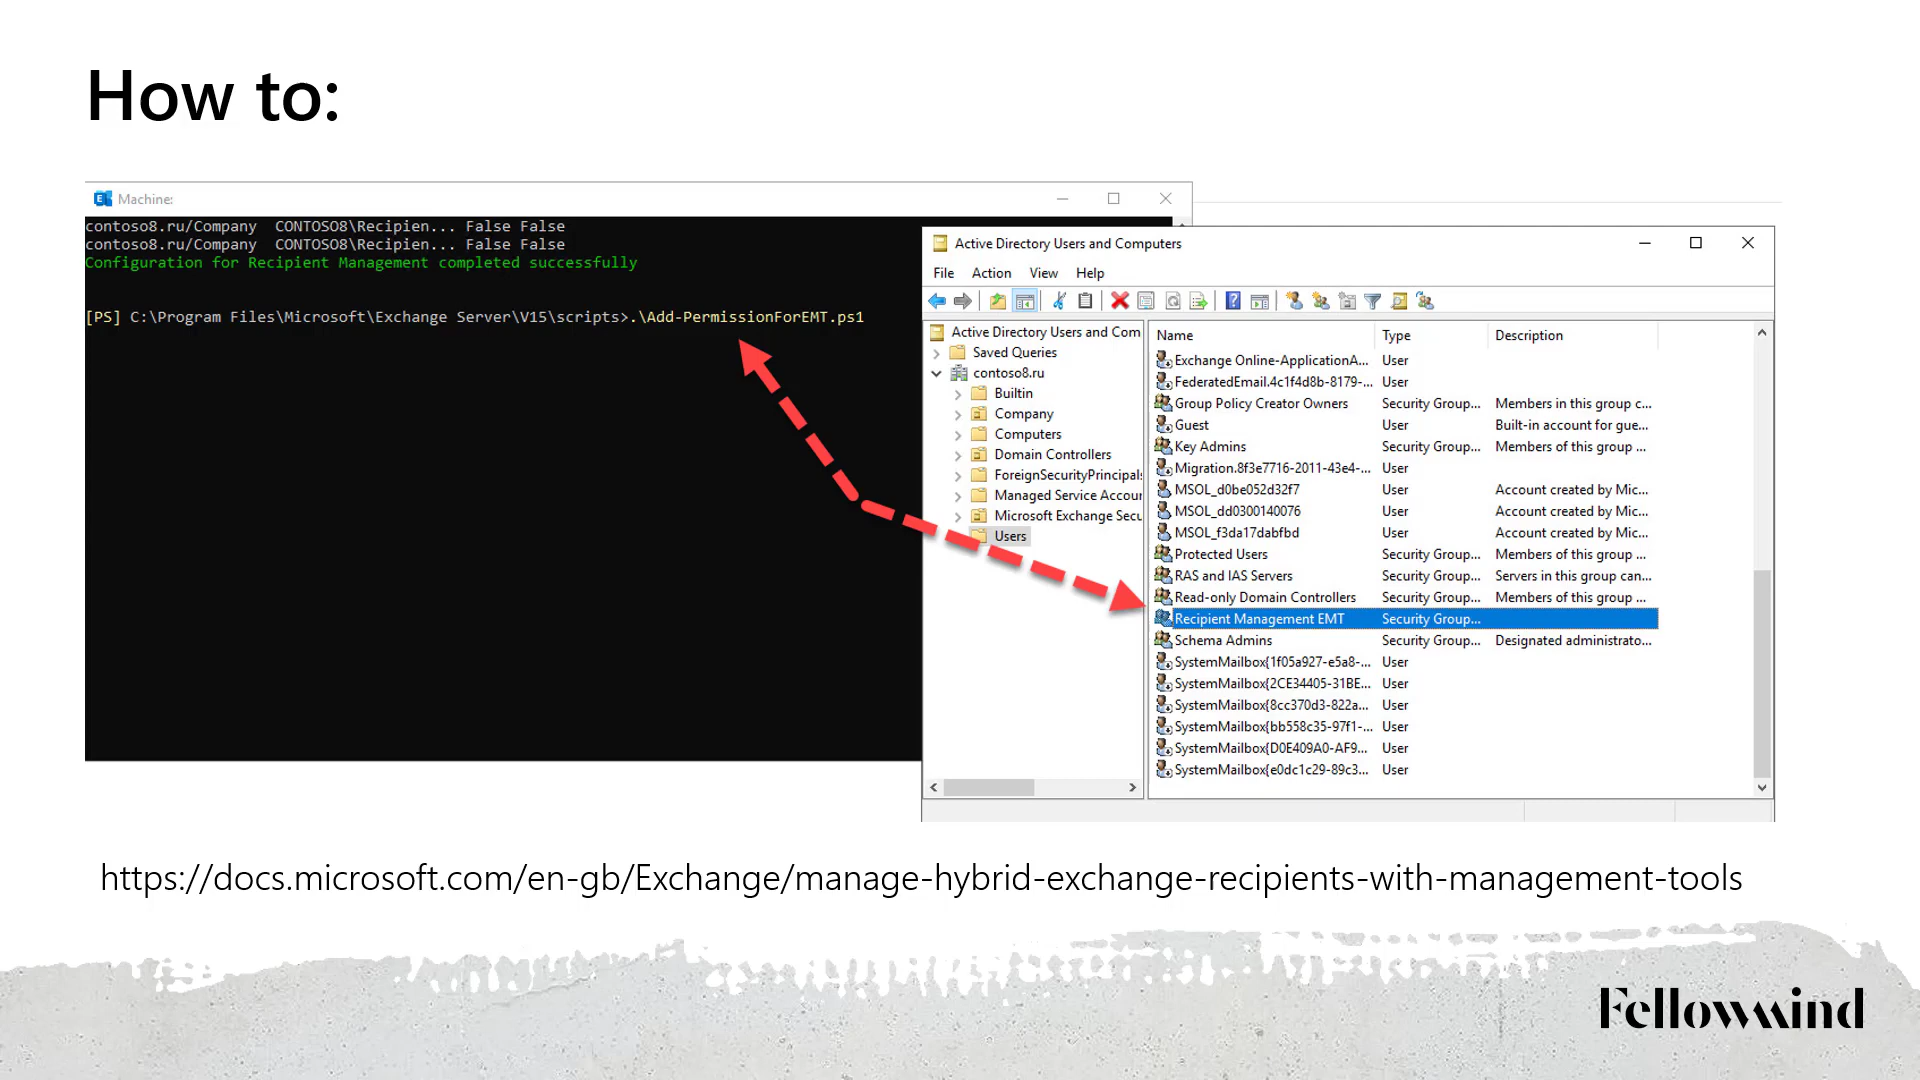 How to:
Machine:
contoso8.ru/Company CONTOSO8\Recipien... False False
contoso8.ru/Company CONTOSO8\Recipien... False False
Configuration for Recipient Management completed successfully
[PS] C:\Program Files\Microsoft\Exchange Server\V15\scripts>.\Add-PermissionForEMT.ps1
Active Directory Users and Computers
File Action View Help
Active Directory Users and Com
Saved Queries
contoso8.ru
Builtin
Company
Computers
Domain Controllers
ForeignSecurityPrincipals
Managed Service Accour
Microsoft Exchange Secu
Users
Name Type Description
Exchange Online-ApplicationA... User
FederatedEmail.4c1f4d8b-8179-... User
Group Policy Creator Owners Security Group... Members in this group c...
Guest User Built-in account for gue...
Key Admins Security Group... Members of this group ...
Migration.8f3e7716-2011-43e4-... User
MSOL_d0be052d32f7 User Account created by Mic...
MSOL_dd0300140076 User Account created by Mic...
MSOL_f3da17dabfbd User Account created by Mic...
Protected Users Security Group... Members of this group ...
RAS and IAS Servers Security Group... Servers in this group can...
Read-only Domain Controllers Security Group... Members of this group ...
Recipient Management EMT Security Group...
Schema Admins Security Group... Designated administrato...
SystemMailbox{1f05a927-e5a8-... User
SystemMailbox{2CE34405-31BE... User
SystemMailbox{8cc370d3-822a... User
SystemMailbox{bb558c35-97f1-... User
SystemMailbox{D0E409A0-AF9... User
SystemMailbox{e0dc1c29-89c3... User
https://docs.microsoft.com/en-gb/Exchange/manage-hybrid-exchange-recipients-with-management-tools
Fellowmind